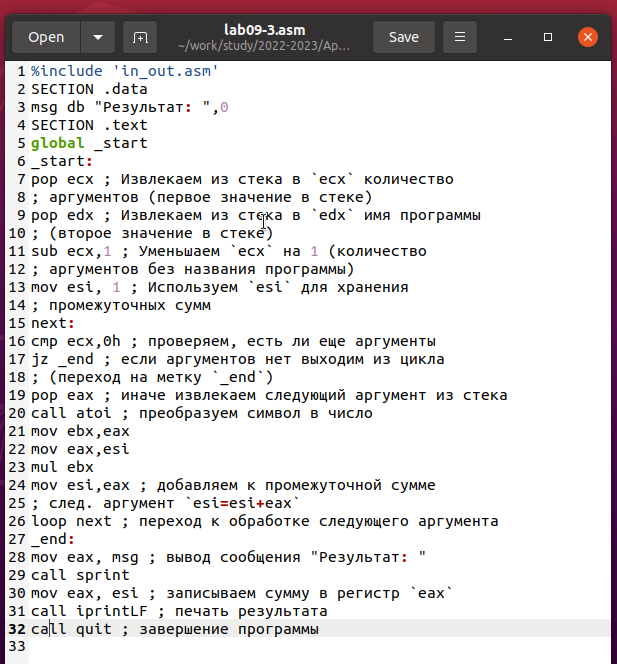 Open
lab09-3.asm
~/work/study/2022-2023/Ap...
Save
1 %include 'in_out.asm'
2 SECTION .data
3 msg db "Результат: ",0
4 SECTION .text
5 global _start
6 _start:
7 pop ecx ; Извлекаем из стека в `ecx` количество
8 ; аргументов (первое значение в стеке)
9 pop edx ; Извлекаем из стека в `edx` имя программы
10 ; (второе значение в стеке)
11 sub ecx,1 ; Уменьшаем `ecx` на 1 (количество
12 ; аргументов без названия программы)
13 mov esi, 1 ; Используем `esi` для хранения
14 ; промежуточных сумм
15 next:
16 cmp ecx,0h ; проверяем, есть ли еще аргументы
17 jz _end ; если аргументов нет выходим из цикла
18 ; (переход на метку `_end`)
19 pop eax ; иначе извлекаем следующий аргумент из стека
20 call atoi ; преобразуем символ в число
21 mov ebx,eax
22 mov eax,esi
23 mul ebx
24 mov esi,eax ; добавляем к промежуточной сумме
25 ; след. аргумент `esi=esi+eax`
26 loop next ; переход к обработке следующего аргумента
27 _end:
28 mov eax, msg ; вывод сообщения "Результат: "
29 call sprint
30 mov eax, esi ; записываем сумму в регистр `eax`
31 call iprintLF ; печать результата
32 call quit ; завершение программы
33